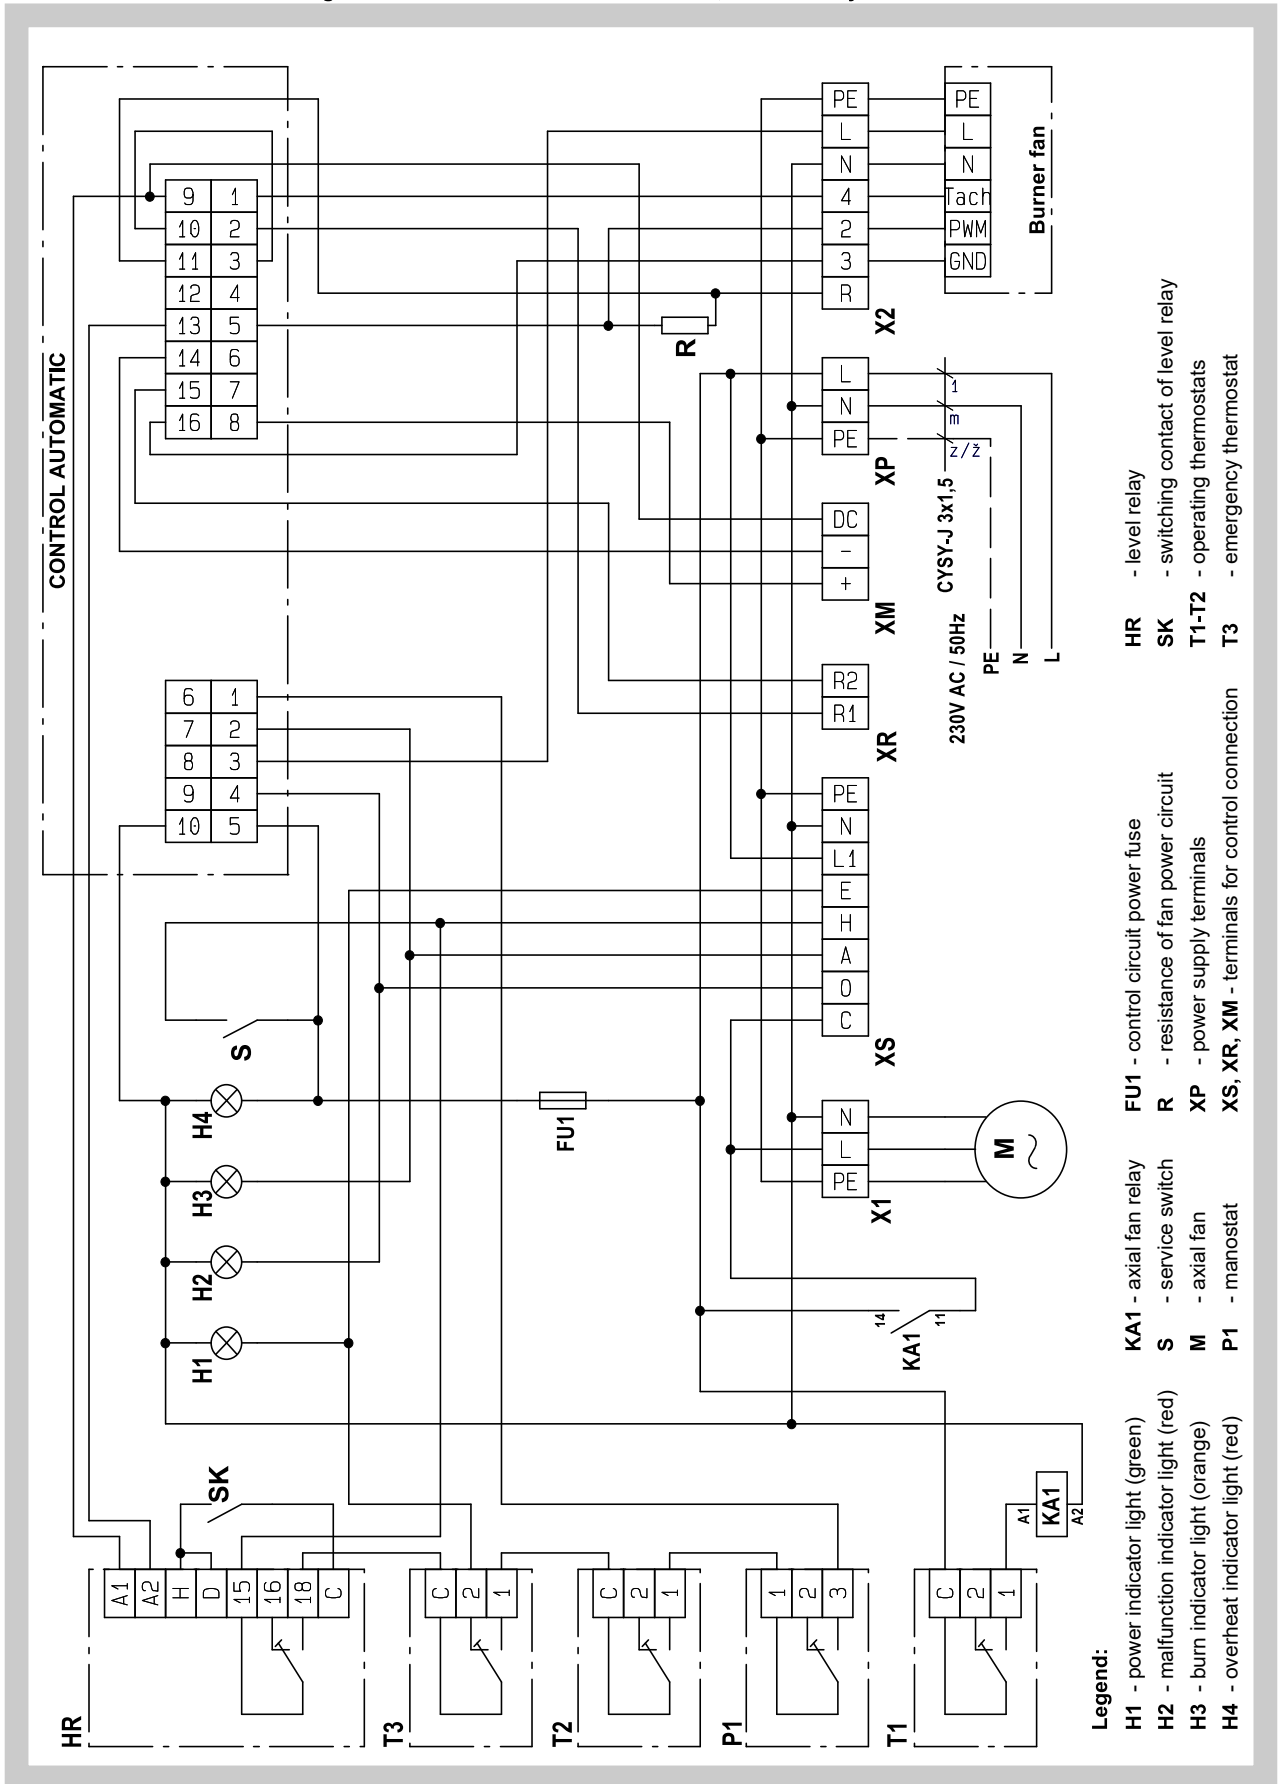 CONTROL AUTOMATIC
9 1
10 2
11 3
12 4
13 5
14 6
15 7
16 8
6 1
7 2
8 3
9 4
10 5
PE
L
N
4
2
3
R
X2
PE
L
N
Tach
PWM
GND
Burner fan
R
L
N
PE
XP
1
m
z/ž
CYSY-J 3x1,5
230V AC / 50Hz
PE
N
L
DC
-
+
XM
R2
R1
XR
PE
N
L1
E
H
A
O
C
XS
N
L
PE
X1
M
S
H4
H3
H2
H1
FU1
14
11
KA1
SK
A1
KA1
A2
HR
A1
A2
H
D
15
16
18
C
T3
C
2
1
T2
C
2
1
P1
1
2
3
T1
C
2
1
Legend:
H1 - power indicator light (green)
H2 - malfunction indicator light (red)
H3 - burn indicator light (orange)
H4 - overheat indicator light (red)
KA1 - axial fan relay
S - service switch
M - axial fan
P1 - manostat
FU1 - control circuit power fuse
R - resistance of fan power circuit
XP - power supply terminals
XS, XR, XM - terminals for control connection
HR - level relay
SK - switching contact of level relay
T1-T2 - operating thermostats
T3 - emergency thermostat